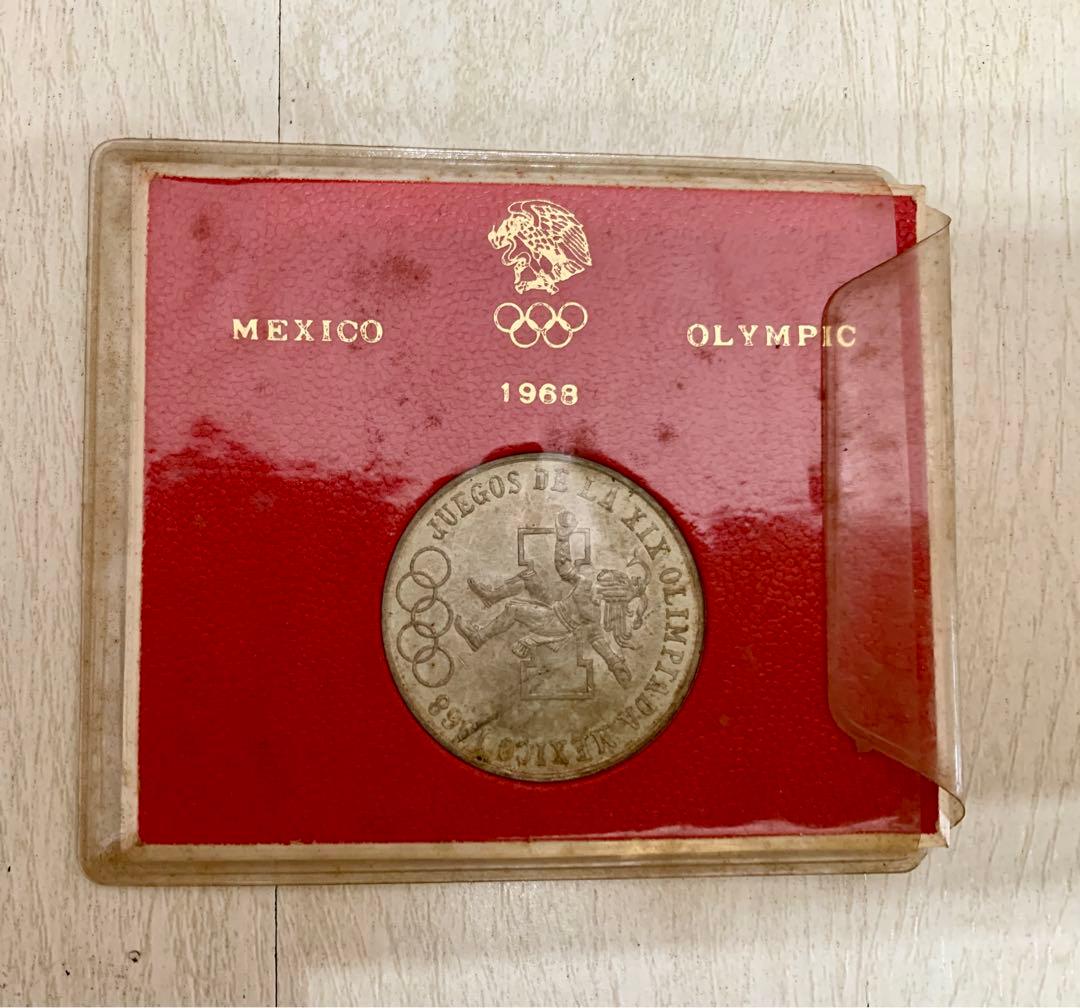 MEXICO OLYMPIC
1968
JUEGOS DE LA XIX OLIMPIADA MEXICO 1968